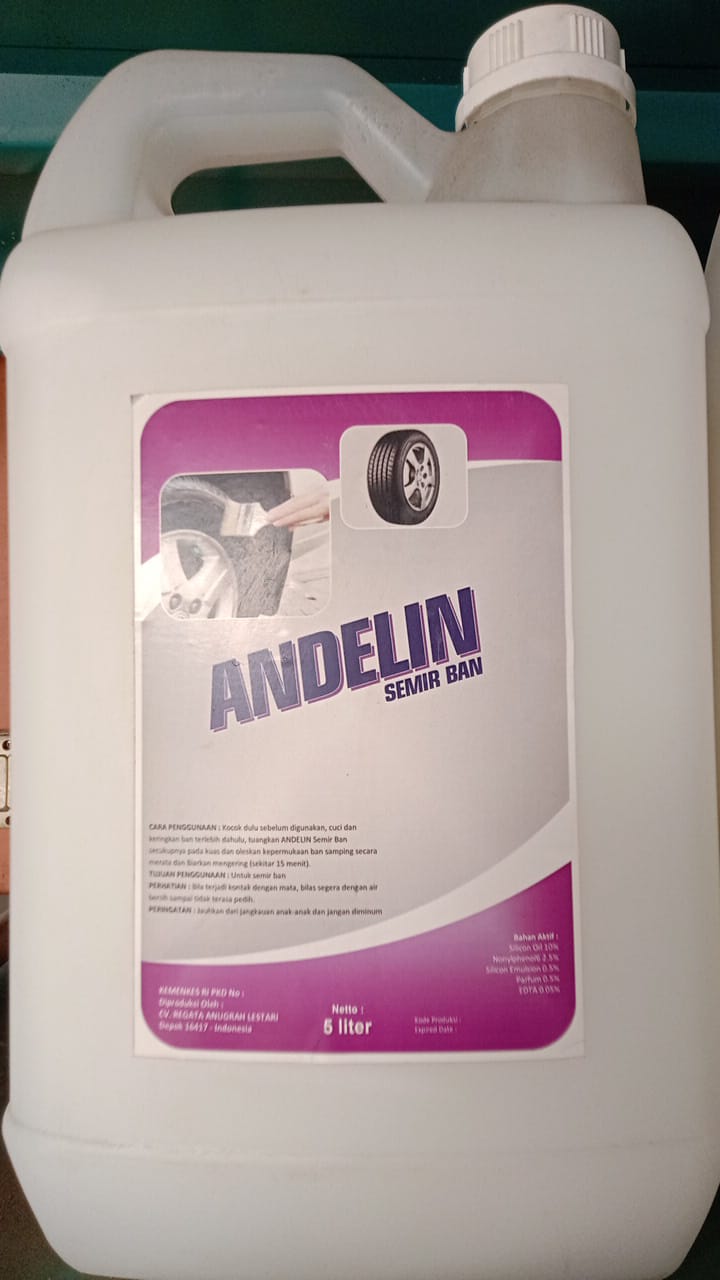 ANDELIN
SEMIR BAN
CARA PENGGUNAAN : Kocok dulu sebelum digunakan, cuci dan
keringkan ban terlebih dahulu, tuangkan ANDELIN Semir Ban
secukupnya pada kuas dan oleskan kepermukaan ban samping secara
merata dan Biarkan mengering (sekitar 15 menit).
TUJUAN PENGGUNAAN : Untuk semir ban
PERHATIAN : Bila terjadi kontak dengan mata, bilas segera dengan air
bersih sampai tidak terasa pedih.
PERINGATAN : Jauhkan dari jangkauan anak-anak dan jangan diminum
Bahan Aktif :
Silicon Oil 10%
Nonylphenol6 2.5%
Silicon Emulsion 0.5%
Parfum 0.5%
EDTA 0.05%
KEMENKES RI PKD No :
Diproduksi Oleh :
CV. REGATA ANUGRAH LESTARI
Depok 16417 - Indonesia
Netto :
5 liter
Kode Produksi :
Expired Date :